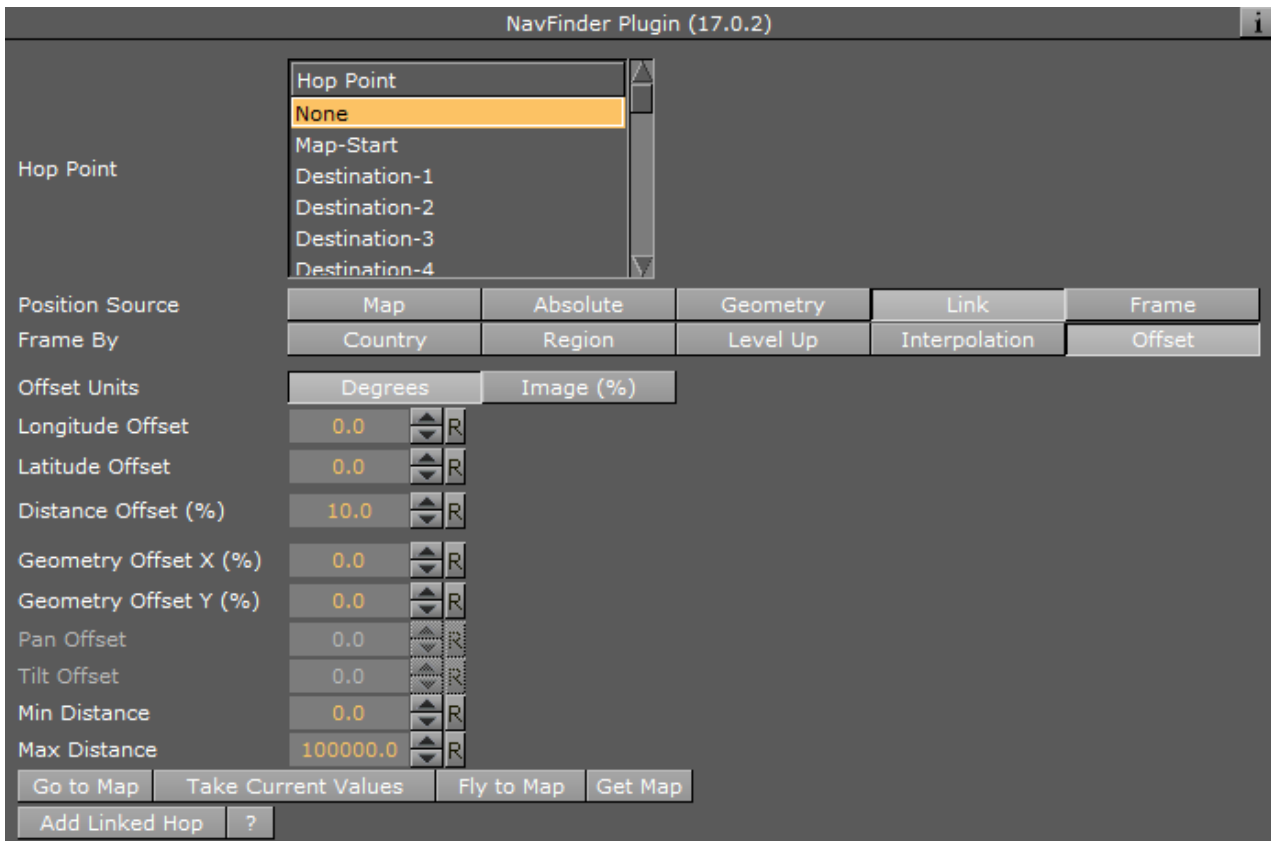 NavFinder Plugin (17.0.2) i
Hop Point
None
Map-Start
Hop Point
Destination-1
Destination-2
Destination-3
Destination-4
Position Source Map Absolute Geometry Link Frame
Frame By Country Region Level Up Interpolation Offset
Offset Units Degrees Image (%)
Longitude Offset 0.0 R
Latitude Offset 0.0 R
Distance Offset (%) 10.0 R
Geometry Offset X (%) 0.0 R
Geometry Offset Y (%) 0.0 R
Pan Offset 0.0 R
Tilt Offset 0.0 R
Min Distance 0.0 R
Max Distance 100000.0 R
Go to Map Take Current Values Fly to Map Get Map
Add Linked Hop ?